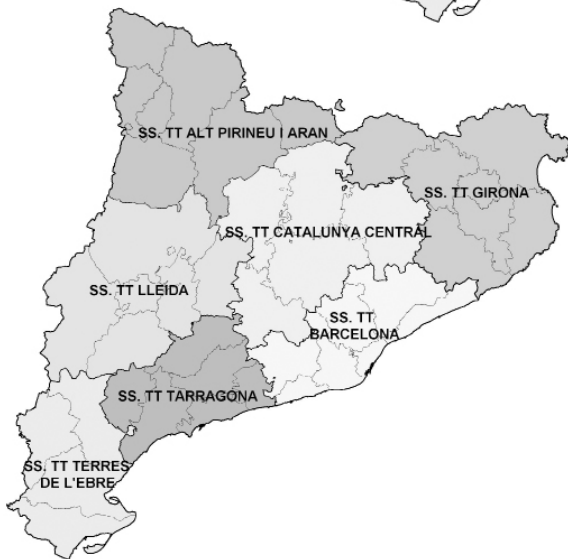 SS. TT ALT PIRINEU I ARAN
SS. TT GIRONA
SS. TT CATALUNYA CENTRAL
SS. TT LLEIDA
SS. TT
BARCELONA
SS. TT TARRAGONA
SS. TT TERRES
DE L'EBRE